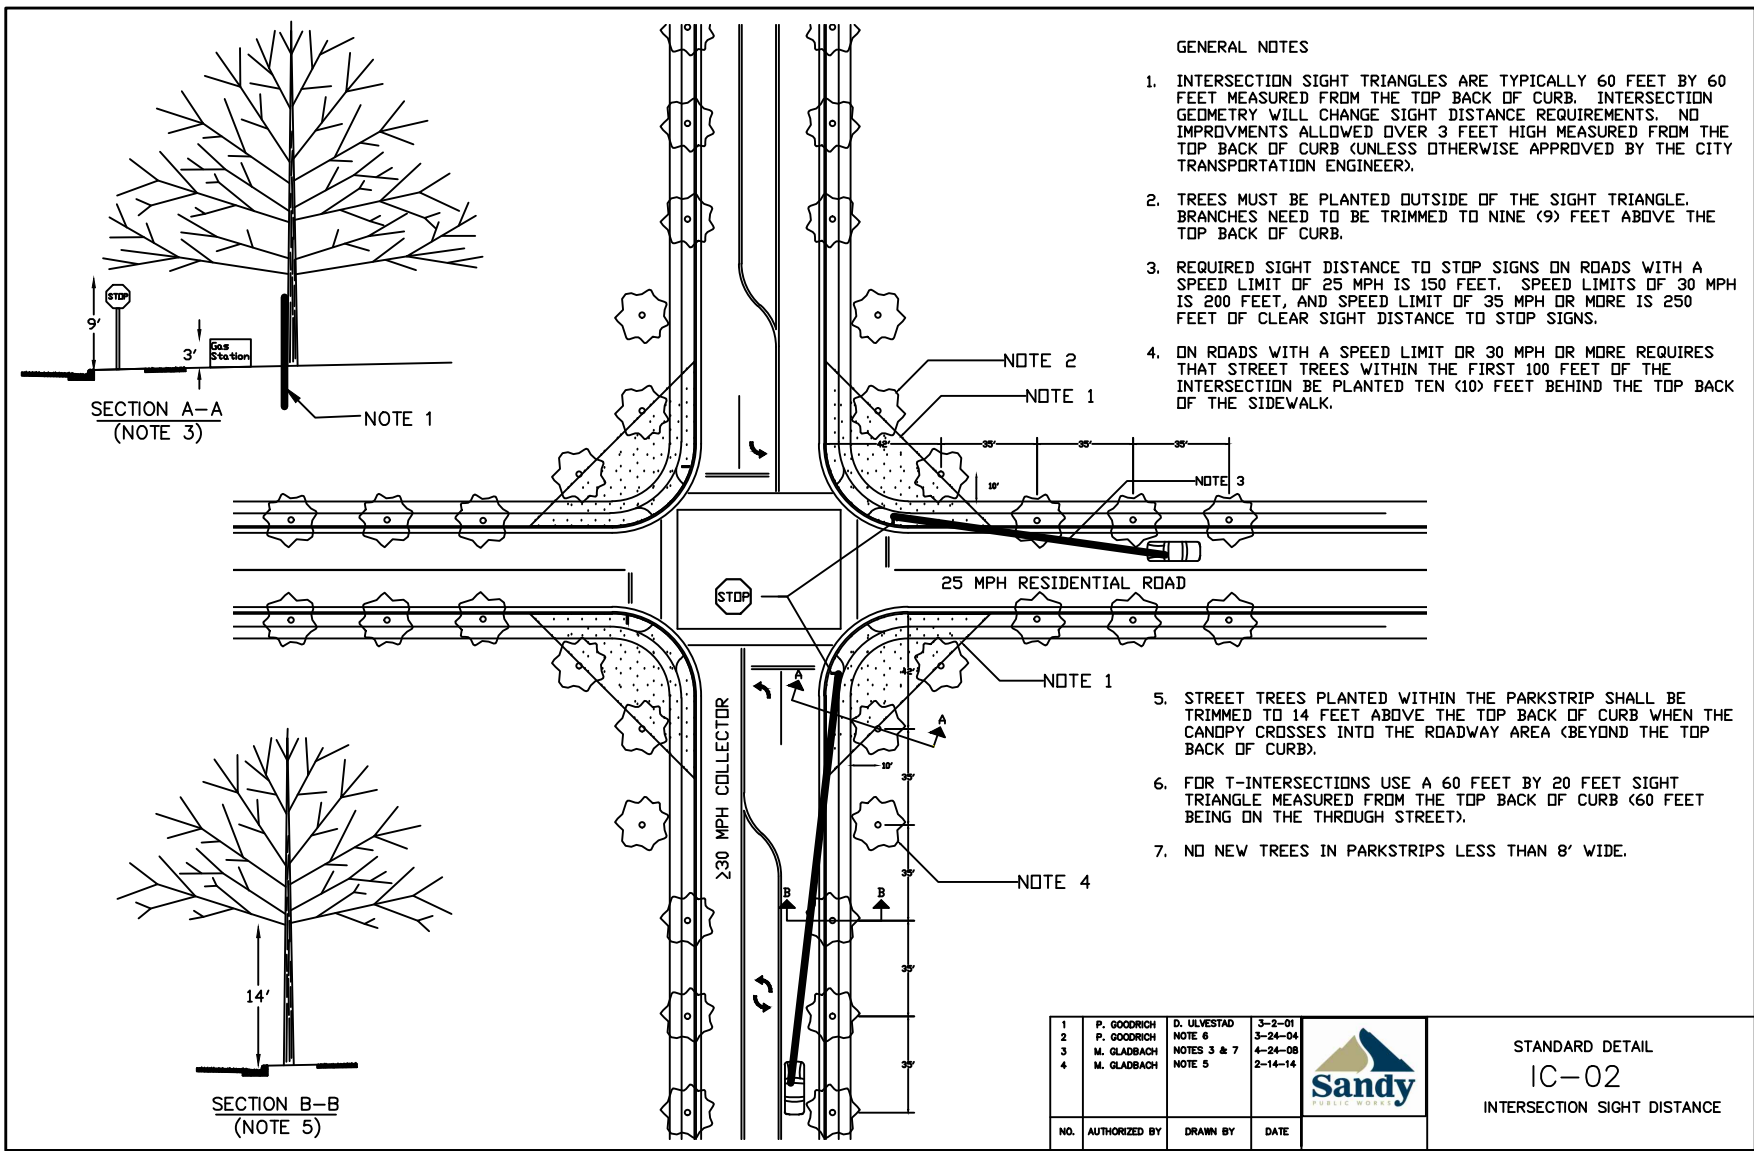 GENERAL NOTES
1. INTERSECTION SIGHT TRIANGLES ARE TYPICALLY 60 FEET BY 60
FEET MEASURED FROM THE TOP BACK OF CURB. INTERSECTION
GEOMETRY WILL CHANGE SIGHT DISTANCE REQUIREMENTS. NO
IMPROVMENTS ALLOWED OVER 3 FEET HIGH MEASURED FROM THE
TOP BACK OF CURB (UNLESS OTHERWISE APPROVED BY THE CITY
TRANSPORTATION ENGINEER).
2. TREES MUST BE PLANTED OUTSIDE OF THE SIGHT TRIANGLE.
BRANCHES NEED TO BE TRIMMED TO NINE (9) FEET ABOVE THE
TOP BACK OF CURB.
3. REQUIRED SIGHT DISTANCE TO STOP SIGNS ON ROADS WITH A
SPEED LIMIT OF 25 MPH IS 150 FEET. SPEED LIMITS OF 30 MPH
IS 200 FEET, AND SPEED LIMIT OF 35 MPH OR MORE IS 250
FEET OF CLEAR SIGHT DISTANCE TO STOP SIGNS.
4. ON ROADS WITH A SPEED LIMIT OR 30 MPH OR MORE REQUIRES
THAT STREET TREES WITHIN THE FIRST 100 FEET OF THE
INTERSECTION BE PLANTED TEN (10) FEET BEHIND THE TOP BACK
OF THE SIDEWALK.
STOP
9'
3'
Gas
Station
SECTION A-A
(NOTE 3)
NOTE 1
NOTE 2
NOTE 1
42'
35'
35'
35'
10'
NOTE 3
STOP
25 MPH RESIDENTIAL ROAD
42'
NOTE 1
A
A
≥30 MPH COLLECTOR
10'
35'
35'
35'
35'
NOTE 4
B
B
5. STREET TREES PLANTED WITHIN THE PARKSTRIP SHALL BE
TRIMMED TO 14 FEET ABOVE THE TOP BACK OF CURB WHEN THE
CANOPY CROSSES INTO THE ROADWAY AREA (BEYOND THE TOP
BACK OF CURB).
6. FOR T-INTERSECTIONS USE A 60 FEET BY 20 FEET SIGHT
TRIANGLE MEASURED FROM THE TOP BACK OF CURB (60 FEET
BEING ON THE THROUGH STREET).
7. NO NEW TREES IN PARKSTRIPS LESS THAN 8' WIDE.
14'
SECTION B-B
(NOTE 5)
1 P. GOODRICH D. ULVESTAD 3-2-01
2 P. GOODRICH NOTE 6 3-24-04
3 M. GLADBACH NOTES 3 & 7 4-24-08
4 M. GLADBACH NOTE 5 2-14-14
NO. AUTHORIZED BY DRAWN BY DATE
Sandy
PUBLIC WORKS
STANDARD DETAIL
IC-02
INTERSECTION SIGHT DISTANCE